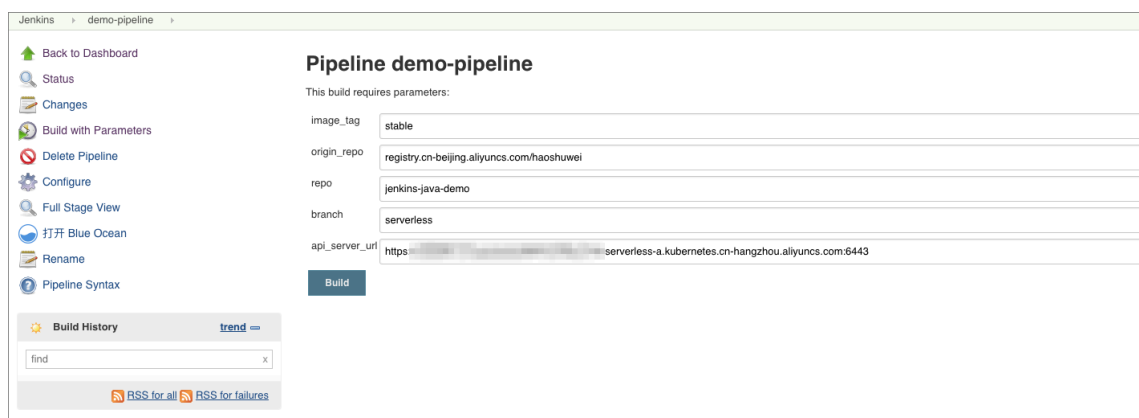 Jenkins demo-pipeline
Back to Dashboard
Status
Changes
Build with Parameters
Delete Pipeline
Configure
Full Stage View
打开 Blue Ocean
Rename
Pipeline Syntax
Build History trend
find x
RSS for all RSS for failures
Pipeline demo-pipeline
This build requires parameters:
image_tag stable
origin_repo registry.cn-beijing.aliyuncs.com/haoshuwei
repo jenkins-java-demo
branch serverless
api_server_url https: serverless-a.kubernetes.cn-hangzhou.aliyuncs.com:6443
Build